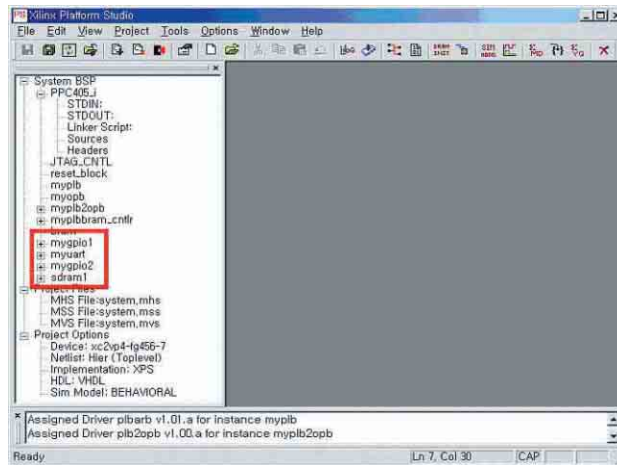 Xilinx Platform Studio
File Edit View Project Tools Options Window Help
System BSP
PPC405_i
STDIN:
STDOUT:
Linker Script:
Sources
Headers
JTAG_CNTL
reset_block
myplb
myopb
myplb2opb
myplbbram_cntlr
bram
mygpio1
myuart
mygpio2
sdram1
Project Files
MHS File:system.mhs
MSS File:system.mss
MVS File:system.mvs
Project Options
Device: xc2vp4-fg456-7
Netlist: Hier (Toplevel)
Implementation: XPS
HDL: VHDL
Sim Model: BEHAVIORAL
Assigned Driver plbarb v1.01.a for instance myplb
Assigned Driver plb2opb v1.00.a for instance myplb2opb
Ready Ln 7, Col 30 CAP